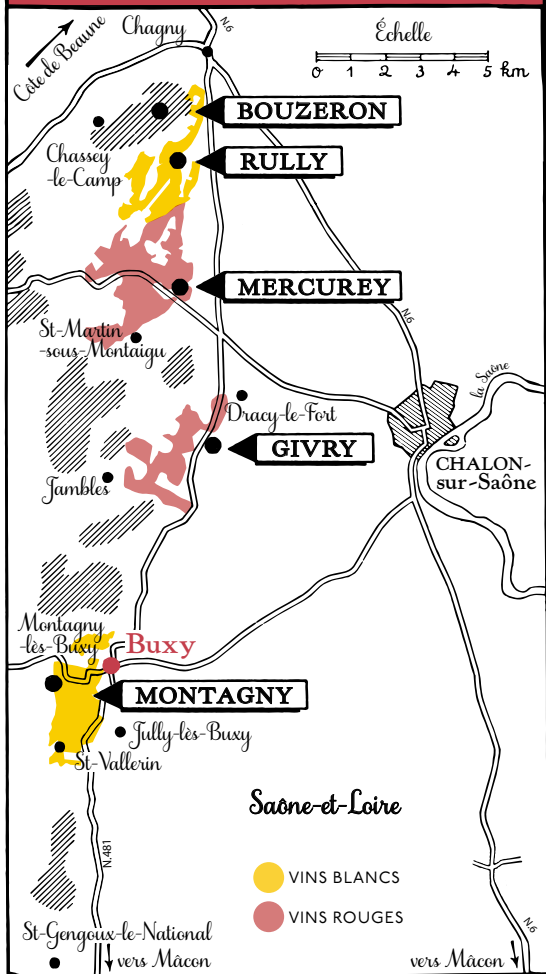 Chagny
N.6
Échelle
0 1 2 3 4 5 km
Côte de Beaune
BOUZERON
Chassey
-le-Camp
RULLY
MERCUREY
N6
St-Martin
-sous-Montaigu
la Saône
Dracy-le-Fort
GIVRY
CHALON-
sur-Saône
Jambles
Montagny
-lès-Buxy
Buxy
MONTAGNY
Jully-lès-Buxy
St-Vallerin
Saône-et-Loire
N.481
VINS BLANCS
VINS ROUGES
St-Gengoux-le-National
N.6
vers Mâcon
vers Mâcon